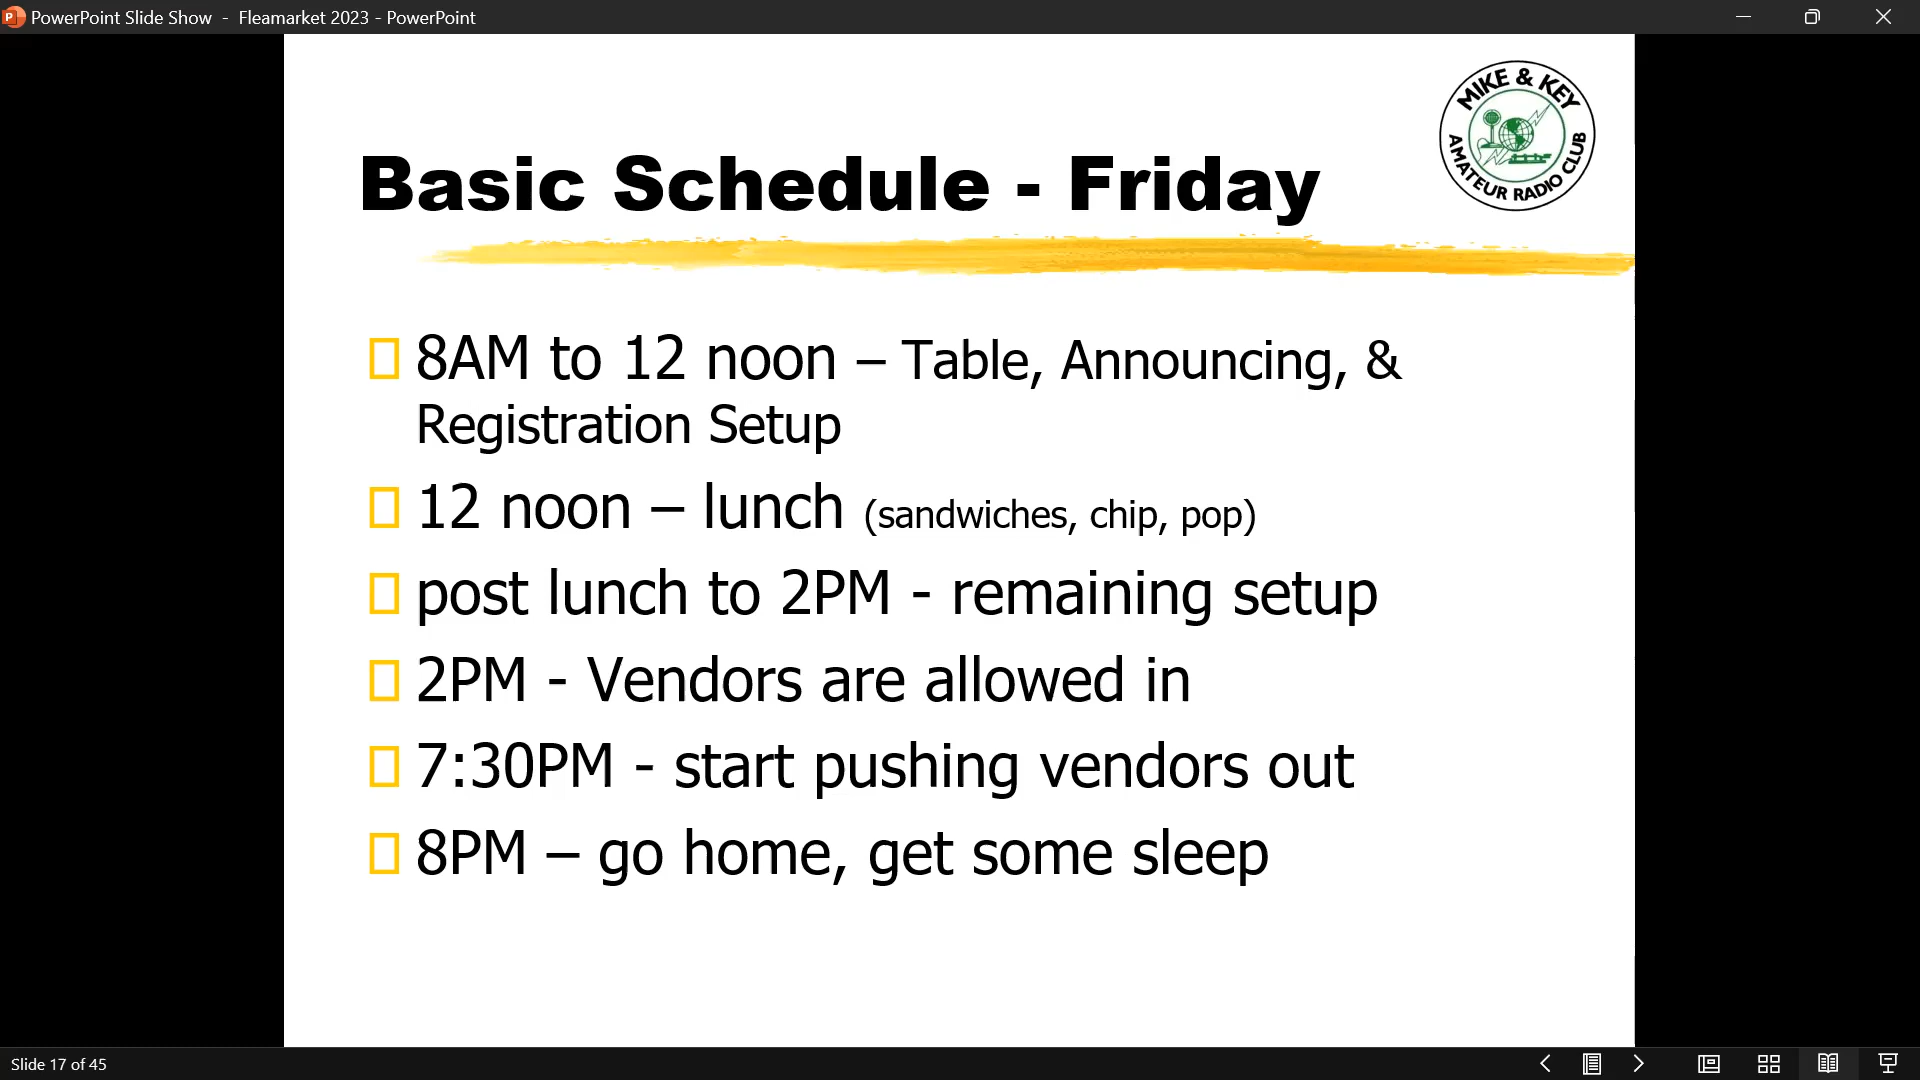 PowerPoint Slide Show - Fleamarket 2023 - PowerPoint
MIKE & KEY
AMATEUR RADIO CLUB
Basic Schedule - Friday
8AM to 12 noon – Table, Announcing, &
Registration Setup
12 noon – lunch (sandwiches, chip, pop)
post lunch to 2PM - remaining setup
2PM - Vendors are allowed in
7:30PM - start pushing vendors out
8PM – go home, get some sleep
Slide 17 of 45